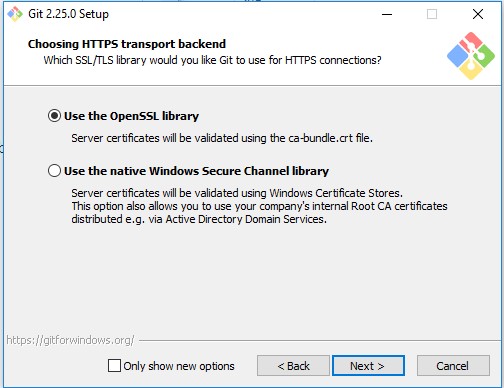 Git 2.25.0 Setup
Choosing HTTPS transport backend
Which SSL/TLS library would you like Git to use for HTTPS connections?
Use the OpenSSL library
Server certificates will be validated using the ca-bundle.crt file.
Use the native Windows Secure Channel library
Server certificates will be validated using Windows Certificate Stores.
This option also allows you to use your company's internal Root CA certificates
distributed e.g. via Active Directory Domain Services.
https://gitforwindows.org/
Only show new options
< Back
Next >
Cancel